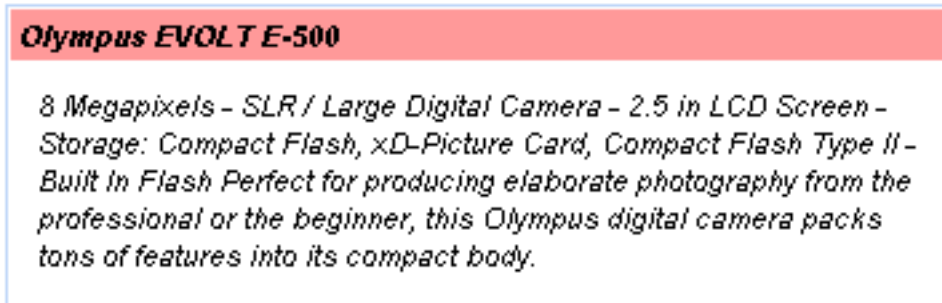 Olympus EVOLT E-500
8 Megapixels - SLR / Large Digital Camera - 2.5 in LCD Screen -
Storage: Compact Flash, xD-Picture Card, Compact Flash Type II -
Built In Flash Perfect for producing elaborate photography from the
professional or the beginner, this Olympus digital camera packs
tons of features into its compact body.